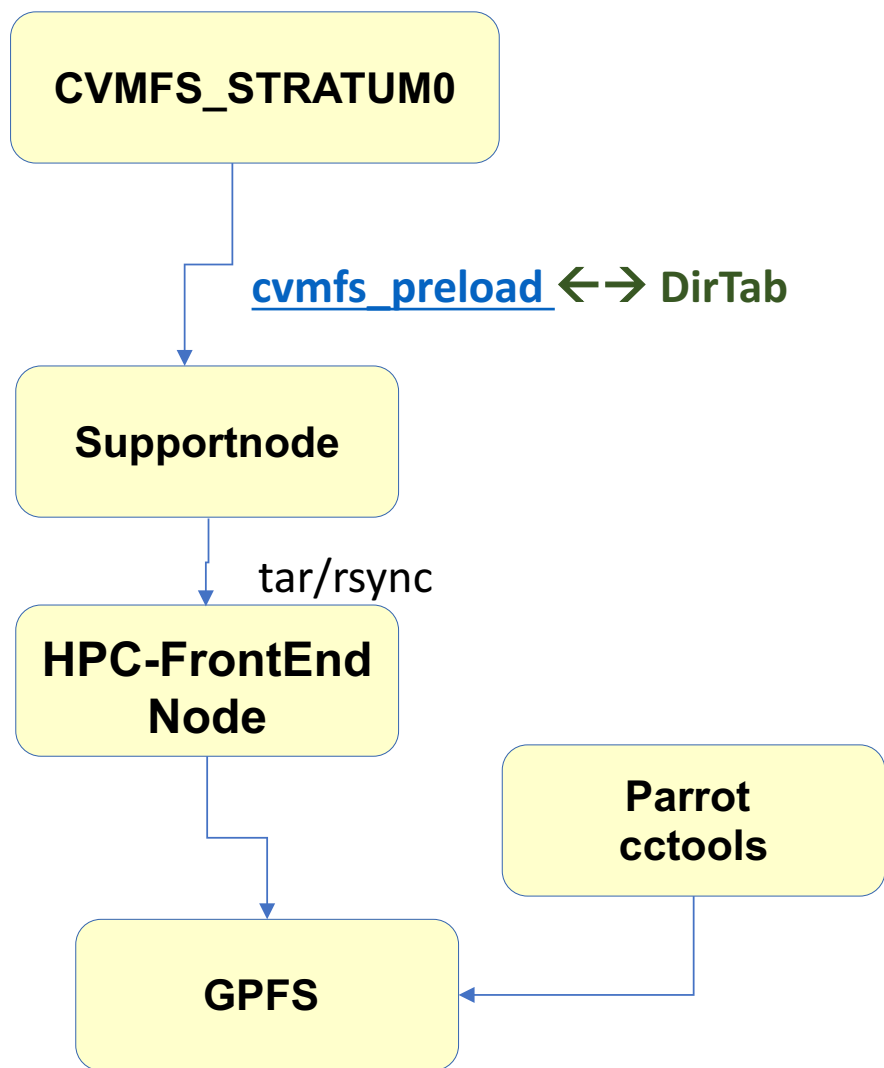 CVMFS_STRATUM0
cvmfs_preload ←→ DirTab
Supportnode
tar/rsync
HPC-FrontEnd
Node
Parrot
cctools
GPFS